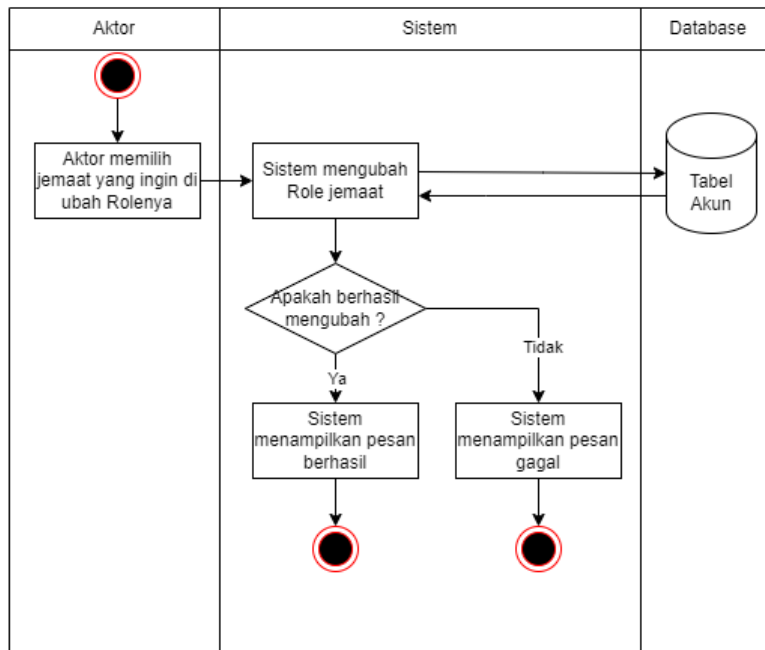 Aktor
Sistem
Database
Aktor memilih
jemaat yang ingin di
ubah Rolenya
Sistem mengubah
Role jemaat
Tabel
Akun
Apakah berhasil
mengubah ?
Tidak
Ya
Sistem
menampilkan pesan
berhasil
Sistem
menampilkan pesan
gagal